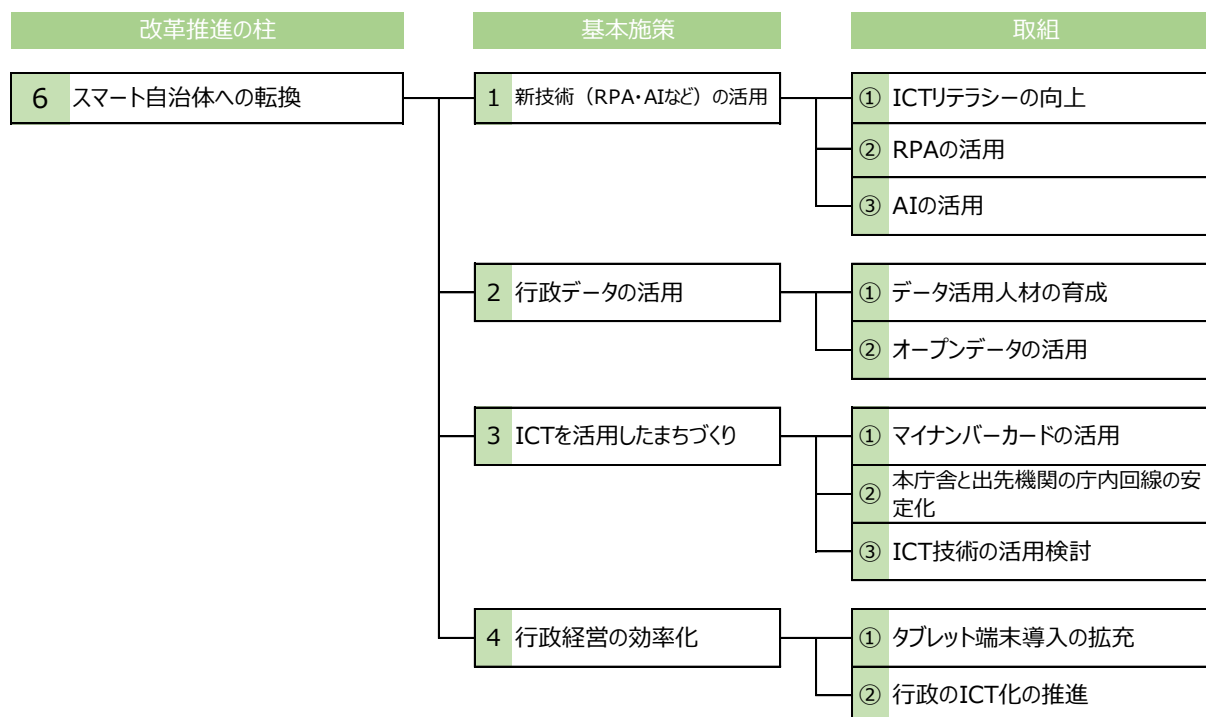 改革推進の柱 基本施策 取組
6 スマート自治体への転換 1 新技術（RPA・AIなど）の活用 ① ICTリテラシーの向上
② RPAの活用
③ AIの活用
2 行政データの活用 ① データ活用人材の育成
② オープンデータの活用
3 ICTを活用したまちづくり ① マイナンバーカードの活用
② 本庁舎と出先機関の庁内回線の安
定化
③ ICT技術の活用検討
4 行政経営の効率化 ① タブレット端末導入の拡充
② 行政のICT化の推進